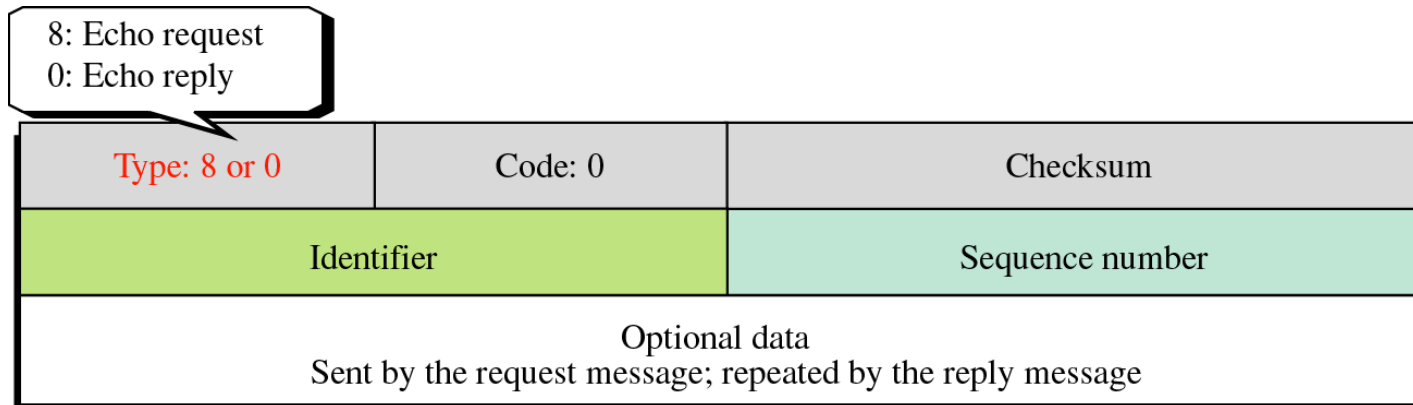 8: Echo request
0: Echo reply
Type: 8 or 0
Code: 0
Checksum
Identifier
Sequence number
Optional data
Sent by the request message; repeated by the reply message